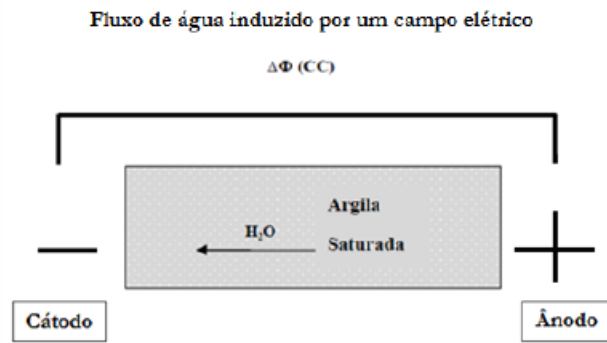 Fluxo de água induzido por um campo elétrico
ΔΦ (CC)
Argila
H₂O
Saturada
Cátodo
Ânodo